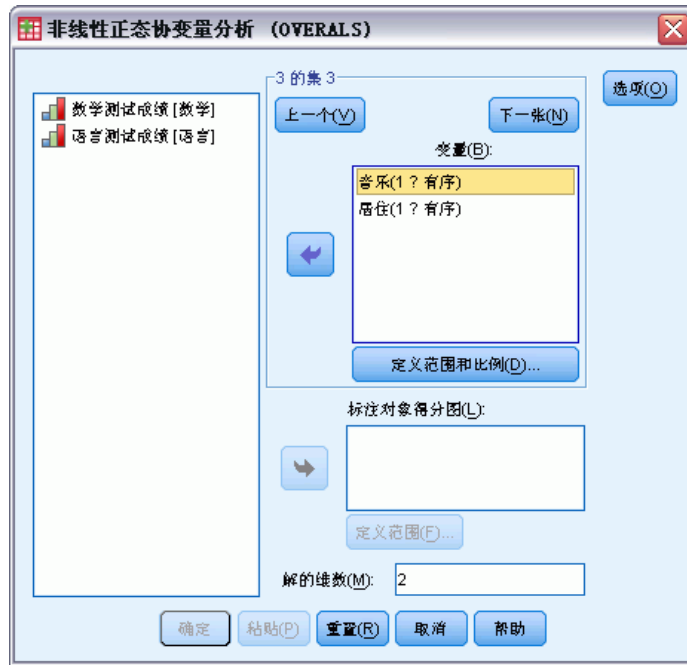 非线性正态协变量分析 (OVERALS)
3 的集 3
选项(O)
数学测试成绩 [数学]
语言测试成绩 [语言]
上一个(V)
下一张(N)
变量(B):
音乐(1 ? 有序)
居住(1 ? 有序)
定义范围和比例(D)...
标注对象得分图(L):
定义范围(F)...
解的维数(M):
2
确定
粘贴(P)
重置(R)
取消
帮助